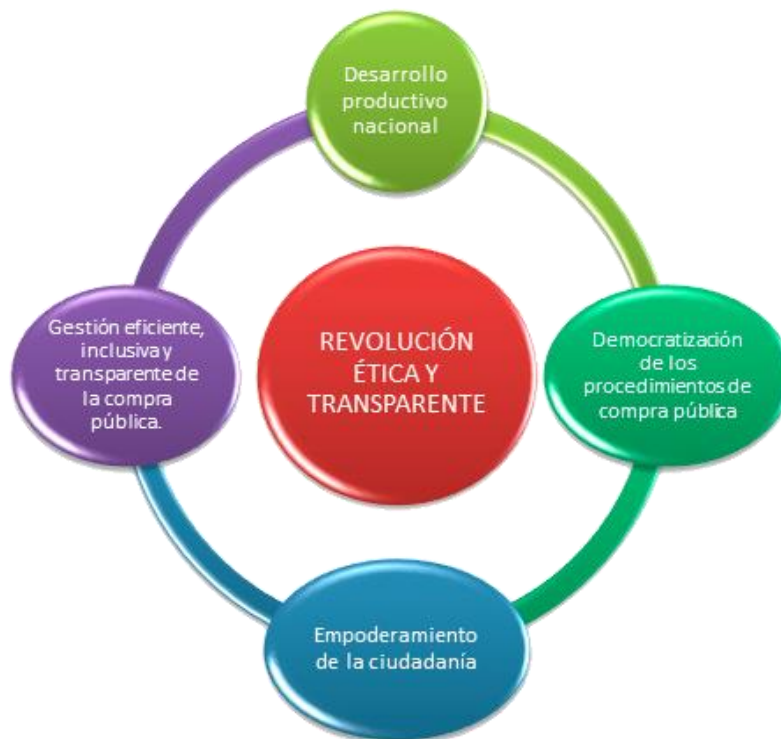 Desarrollo
productivo
nacional
Gestión eficiente,
inclusiva y
transparente de
la compra
pública.
REVOLUCIÓN
ÉTICA Y
TRANSPARENTE
Democratización
de los
procedimientos de
compra pública
Empoderamiento
de la ciudadanía